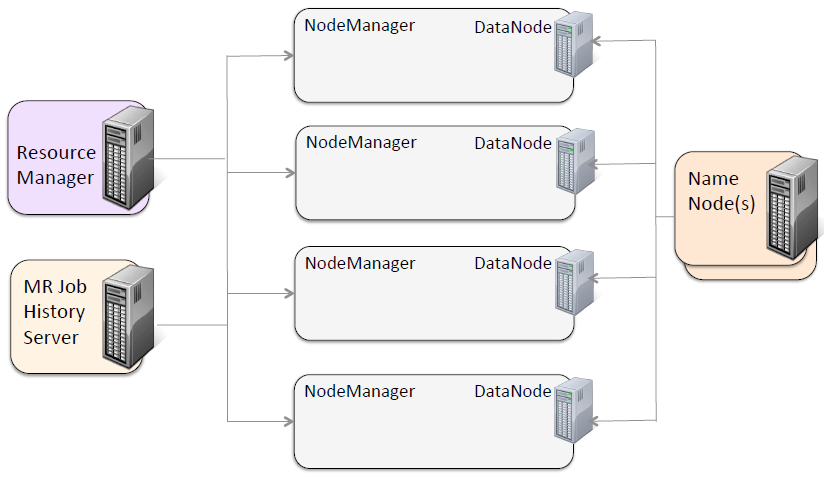 NodeManager DataNode
NodeManager DataNode
Resource
Manager
Name
Node(s)
NodeManager DataNode
MR Job
History
Server
NodeManager DataNode